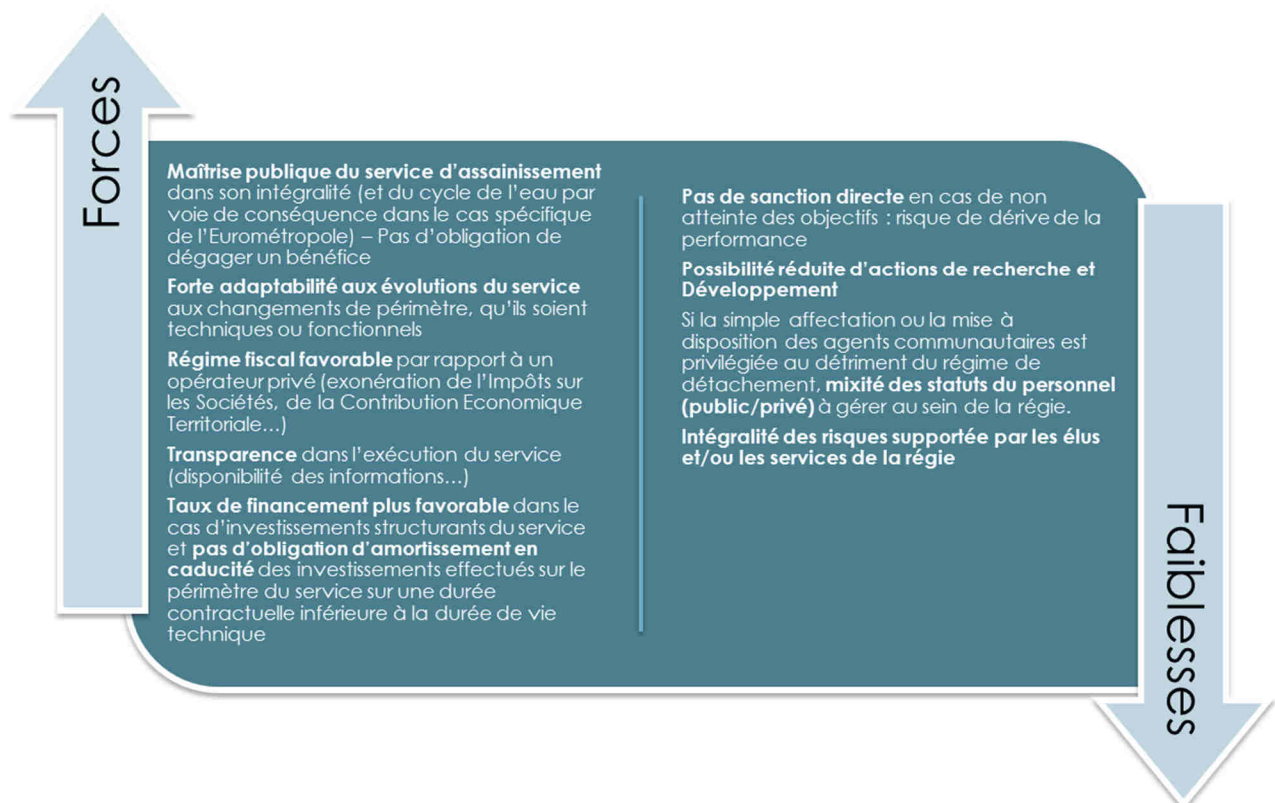 Forces
Maîtrise publique du service d'assainissement
dans son intégralité (et du cycle de l'eau par
voie de conséquence dans le cas spécifique
de l'Eurométropole) – Pas d'obligation de
dégager un bénéfice
Forte adaptabilité aux évolutions du service
aux changements de périmètre, qu'ils soient
techniques ou fonctionnels
Régime fiscal favorable par rapport à un
opérateur privé (exonération de l'Impôts sur
les Sociétés, de la Contribution Economique
Territoriale...)
Transparence dans l'exécution du service
(disponibilité des informations...)
Taux de financement plus favorable dans le
cas d'investissements structurants du service
et pas d'obligation d'amortissement en
caducité des investissements effectués sur le
périmètre du service sur une durée
contractuelle inférieure à la durée de vie
technique
Pas de sanction directe en cas de non
atteinte des objectifs : risque de dérive de la
performance
Possibilité réduite d'actions de recherche et
Développement
Si la simple affectation ou la mise à
disposition des agents communautaires est
privilégiée au détriment du régime de
détachement, mixité des statuts du personnel
(public/privé) à gérer au sein de la régie.
Intégralité des risques supportée par les élus
et/ou les services de la régie
Faiblesses